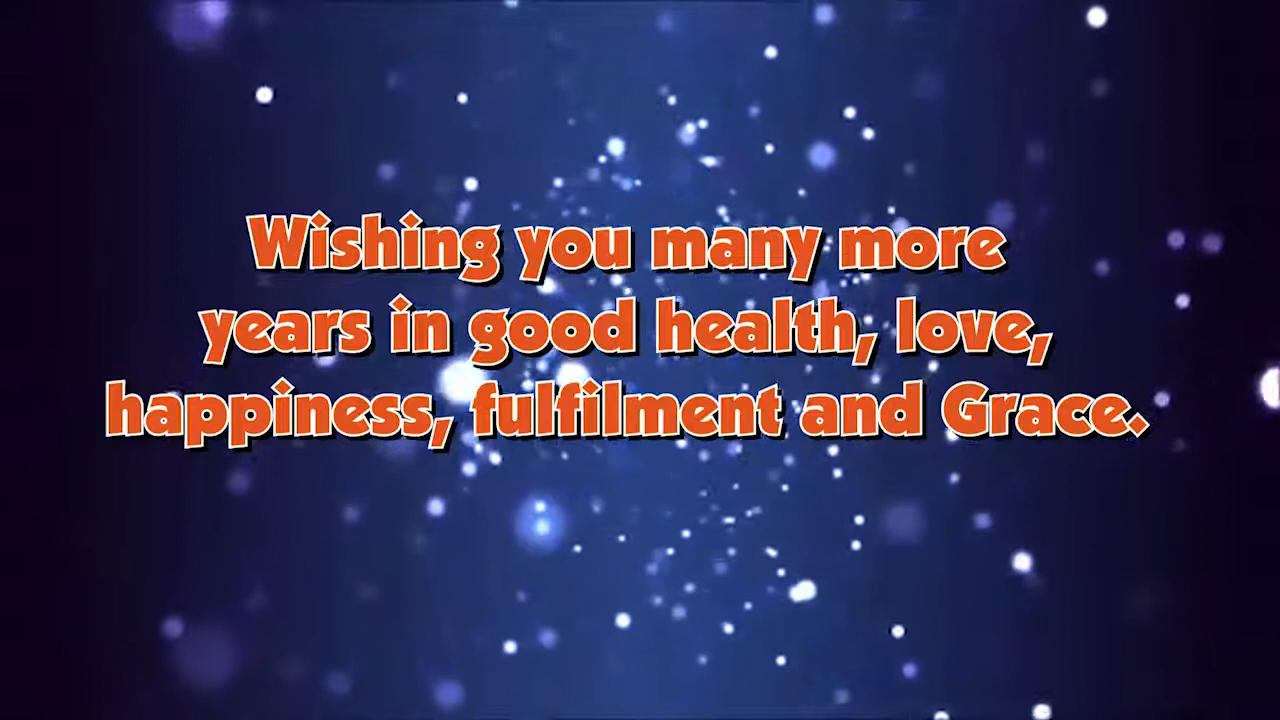 Wishing you many more
years in good health, love,
happiness, fulfilment and Grace.